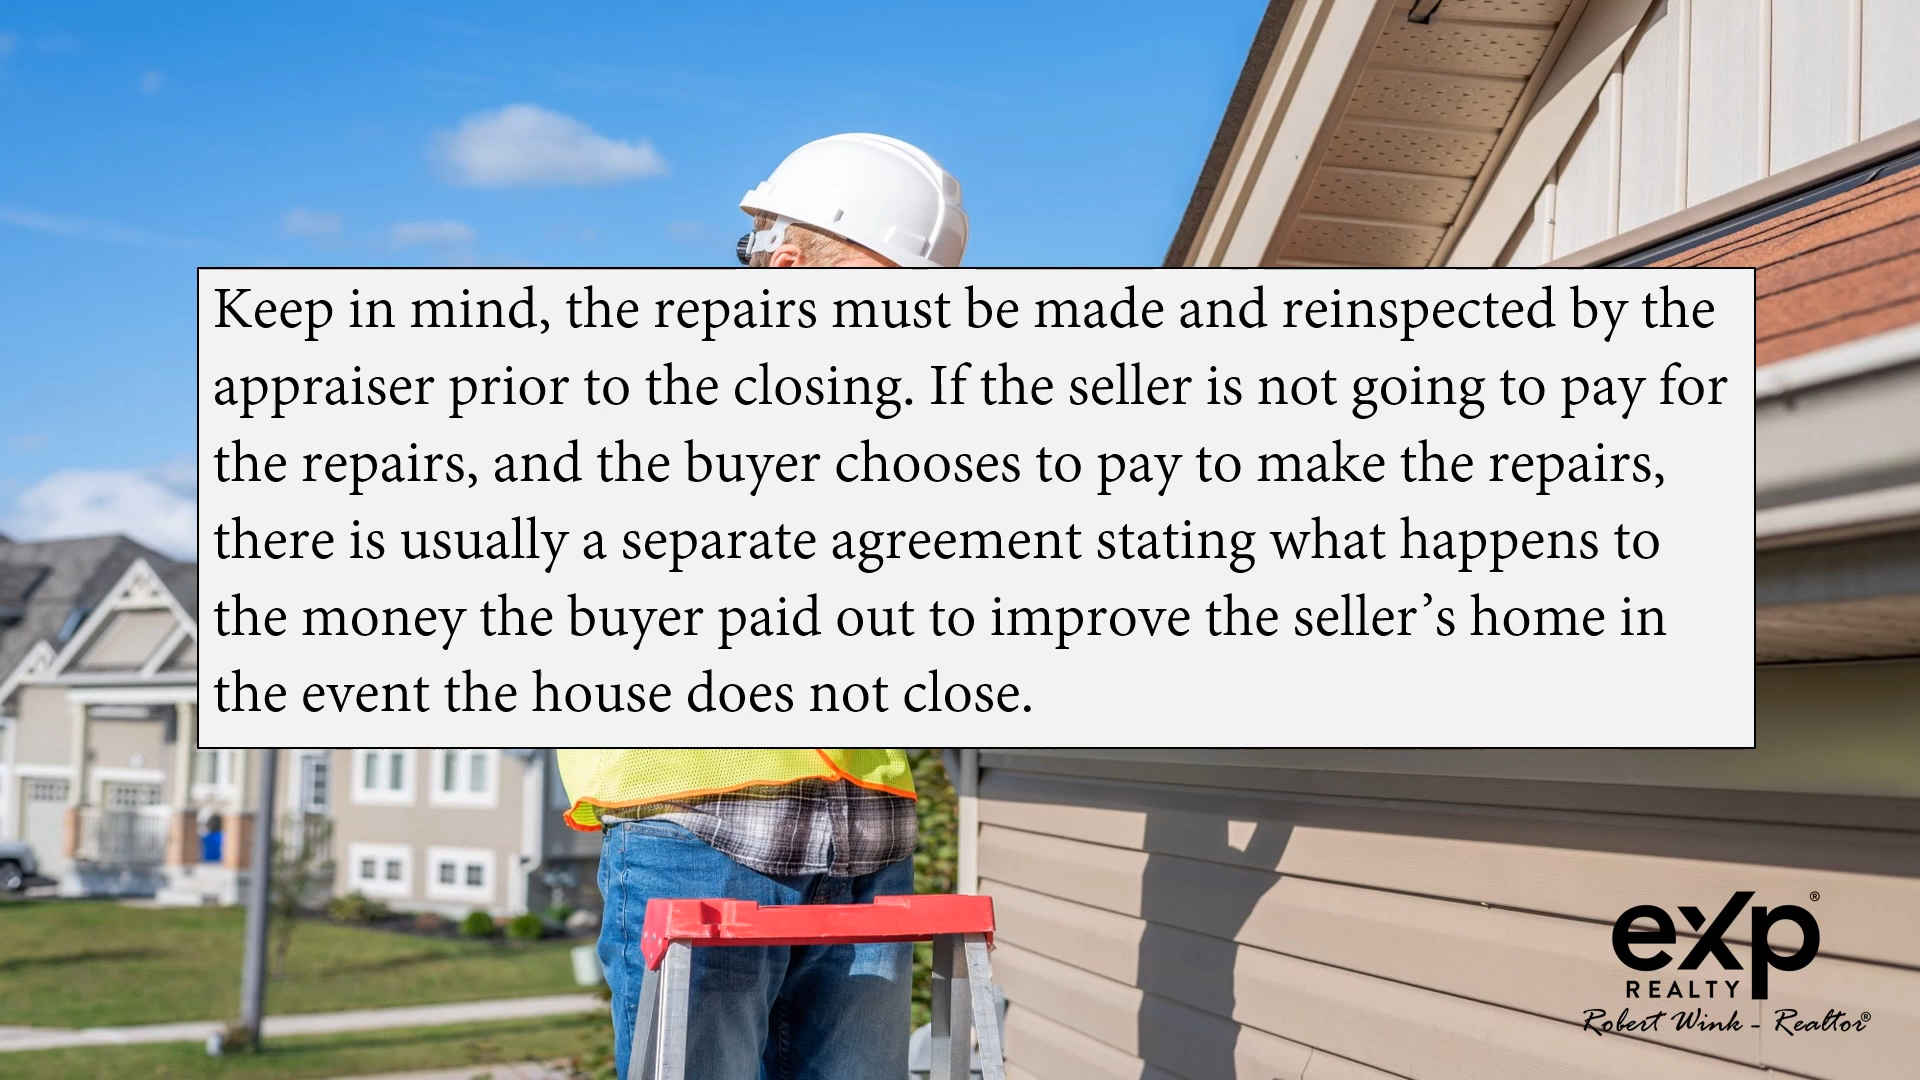 Keep in mind, the repairs must be made and reinspected by the
appraiser prior to the closing. If the seller is not going to pay for
the repairs, and the buyer chooses to pay to make the repairs,
there is usually a separate agreement stating what happens to
the money the buyer paid out to improve the seller’s home in
the event the house does not close.
eXp®
REALTY
Robert Wink - Realtor®